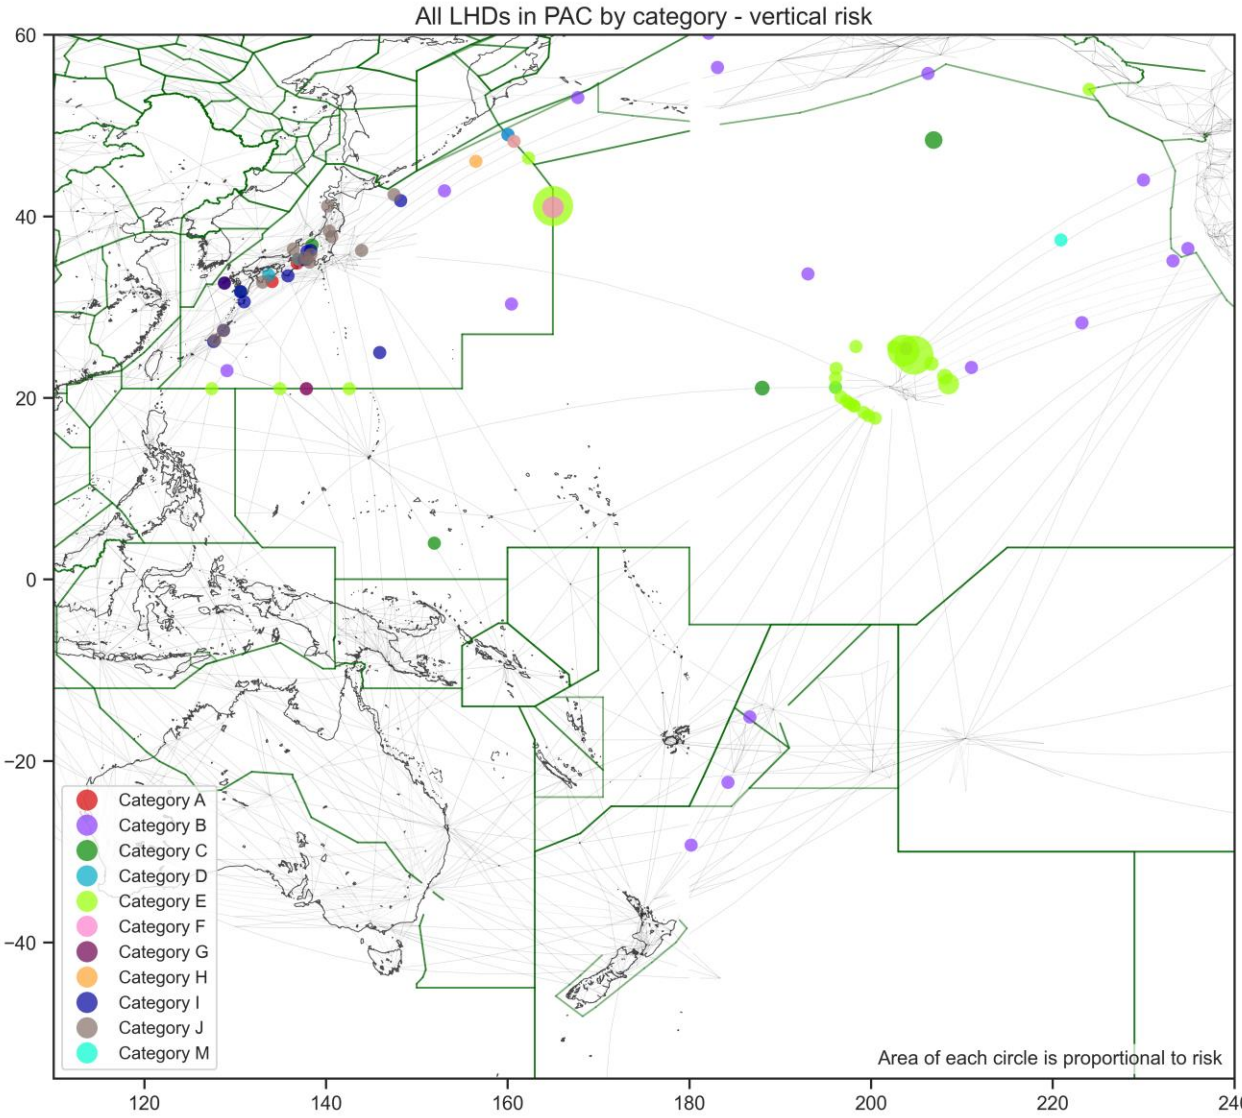 All LHDs in PAC by category - vertical risk
60
40
20
0
−20
−40
Category A
Category B
Category C
Category D
Category E
Category F
Category G
Category H
Category I
Category J
Category M
Area of each circle is proportional to risk
120 140 160 180 200 220 240